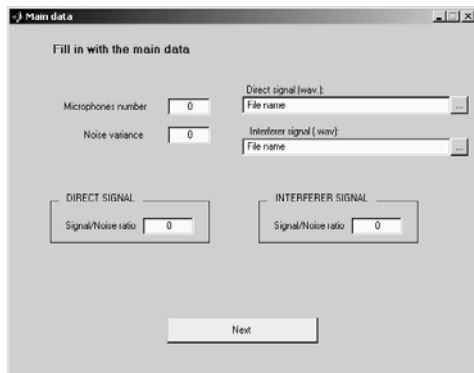 Main data
Fill in with the main data
Direct signal (wav.):
Microphones number 0
File name ...
Noise variance 0
Interferer signal (.wav):
File name ...
DIRECT SIGNAL
Signal/Noise ratio 0
INTERFERER SIGNAL
Signal/Noise ratio 0
Next